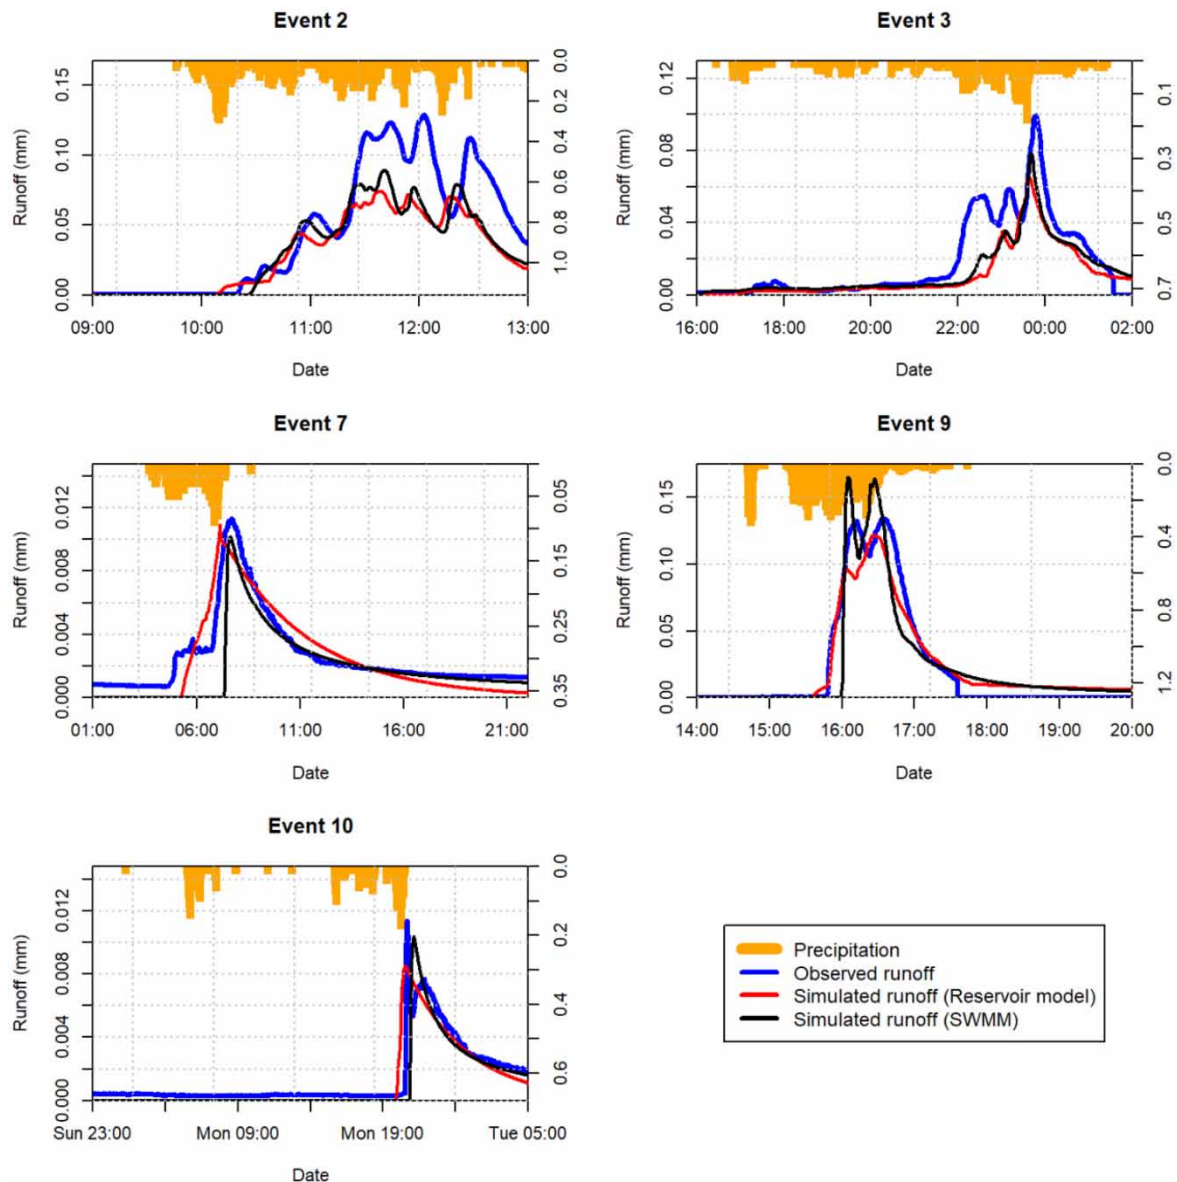 Event 2
Runoff (mm)
0.00 0.05 0.10 0.15
0.0 0.2 0.4 0.6 0.8 1.0
09:00 10:00 11:00 12:00 13:00
Date
Event 3
Runoff (mm)
0.00 0.04 0.08 0.12
0.1 0.3 0.5 0.7
16:00 18:00 20:00 22:00 00:00 02:00
Date
Event 7
Runoff (mm)
0.000 0.004 0.008 0.012
0.05 0.15 0.25 0.35
01:00 06:00 11:00 16:00 21:00
Date
Event 9
Runoff (mm)
0.00 0.05 0.10 0.15
0.0 0.4 0.8 1.2
14:00 15:00 16:00 17:00 18:00 19:00 20:00
Date
Event 10
Runoff (mm)
0.000 0.004 0.008 0.012
0.0 0.2 0.4 0.6
Sun 23:00 Mon 09:00 Mon 19:00 Tue 05:00
Date
Precipitation
Observed runoff
Simulated runoff (Reservoir model)
Simulated runoff (SWMM)